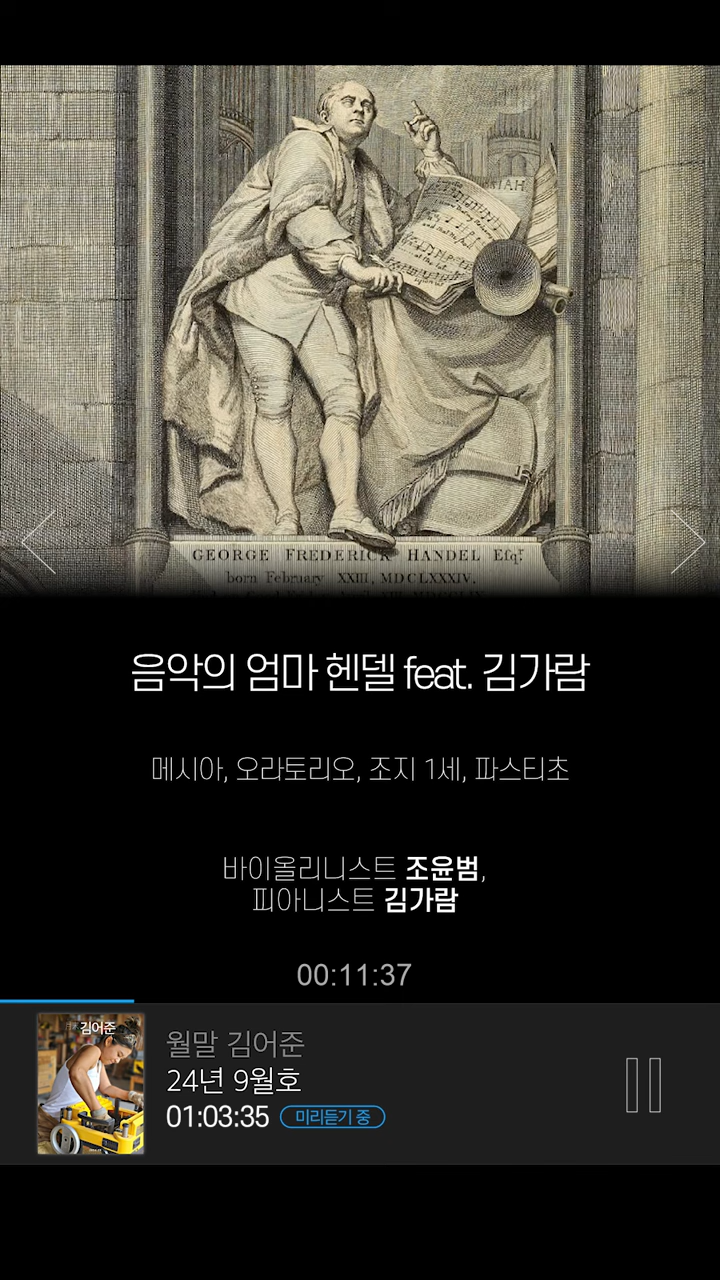 IAH
GEORGE FREDERICK HANDEL Esqr.
born February XXIII, MDCLXXXIV.
음악의 엄마 헨델 feat. 김가람
메시아, 오라토리오, 조지 1세, 파스티초
바이올리니스트 조윤범,
피아니스트 김가람
00:11:37
김어준
월말 김어준
24년 9월호
01:03:35 미리듣기 중